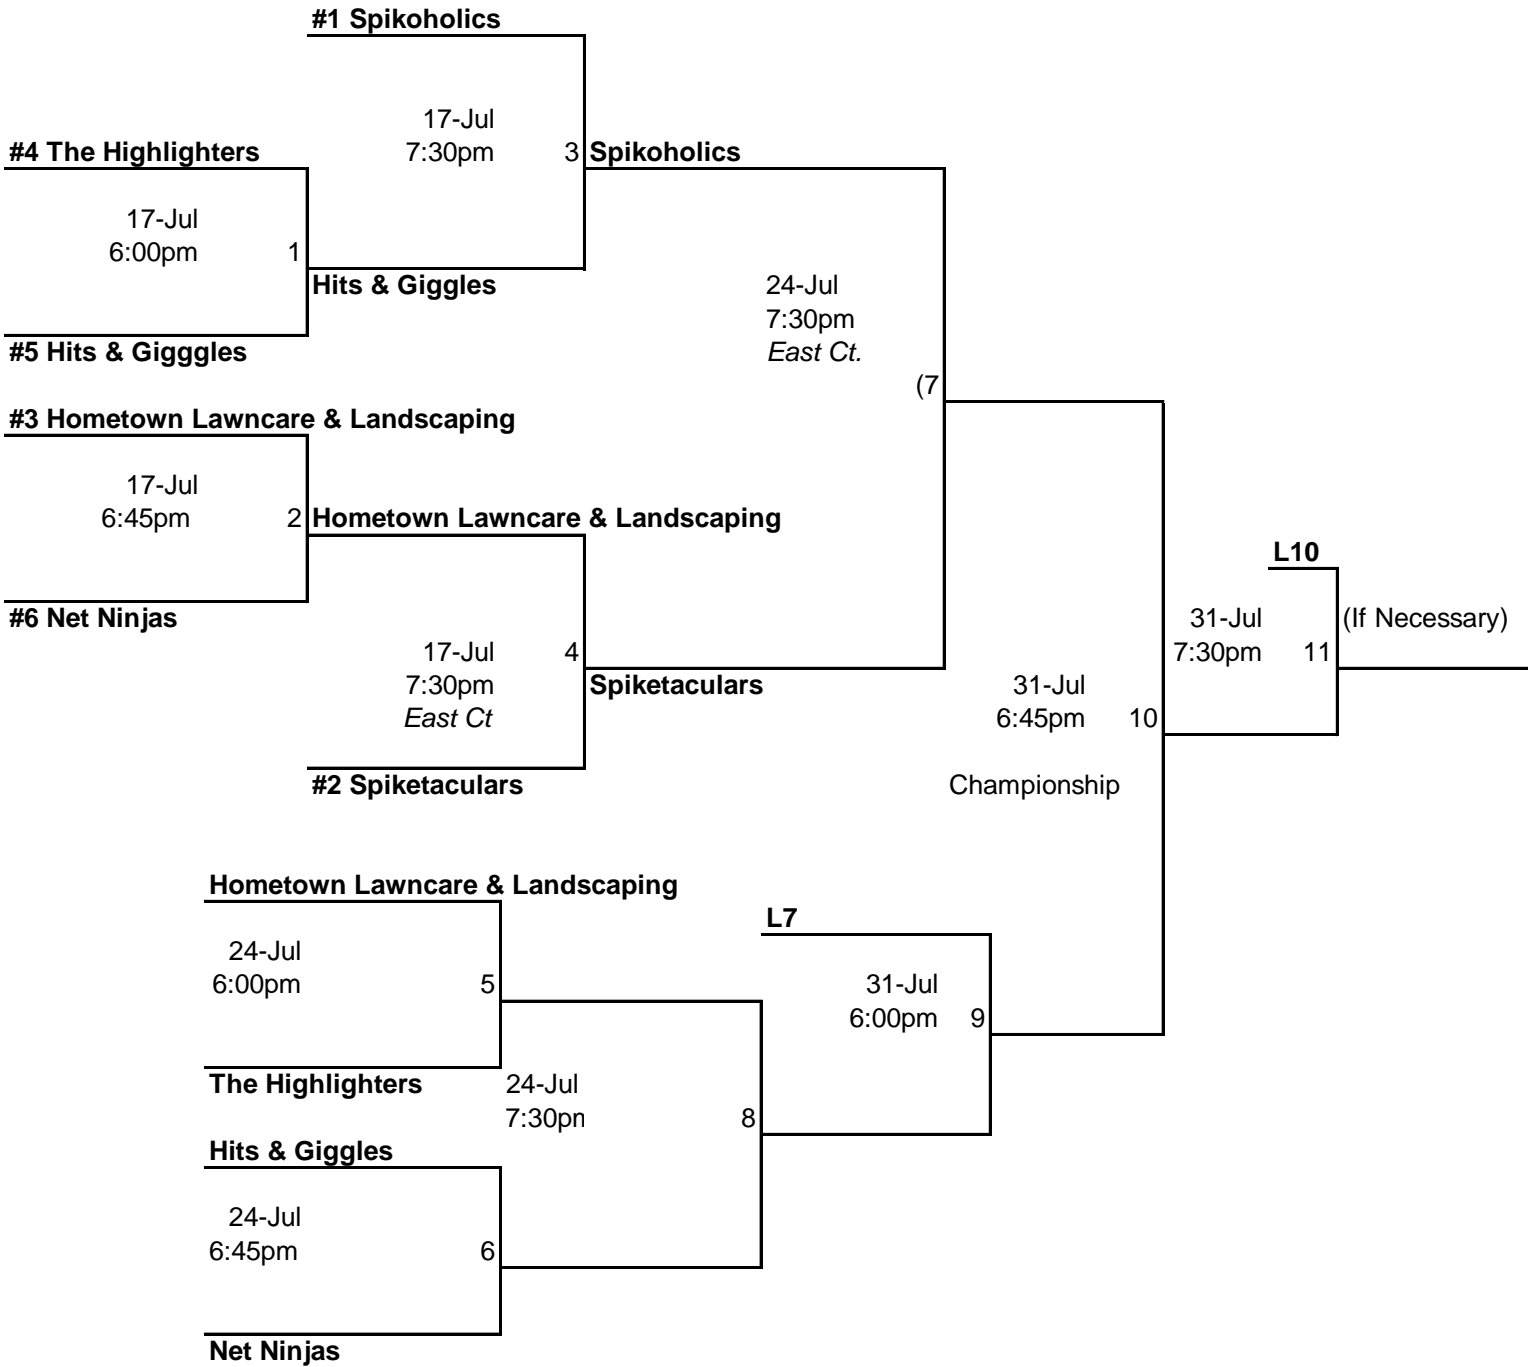 #1 Spikoholics
17-Jul
#4 The Highlighters
7:30pm
3
Spikoholics
17-Jul
6:00pm
1
Hits & Giggles
24-Jul
7:30pm
#5 Hits & Gigggles
East Ct.
(7
#3 Hometown Lawncare & Landscaping
17-Jul
6:45pm
2
Hometown Lawncare & Landscaping
L10
#6 Net Ninjas
31-Jul
(If Necessary)
17-Jul
4
7:30pm
11
7:30pm
Spiketaculars
31-Jul
East Ct
6:45pm
10
#2 Spiketaculars
Championship
Hometown Lawncare & Landscaping
L7
24-Jul
6:00pm
5
31-Jul
6:00pm
9
The Highlighters
24-Jul
7:30pn
8
Hits & Giggles
24-Jul
6:45pm
6
Net Ninjas